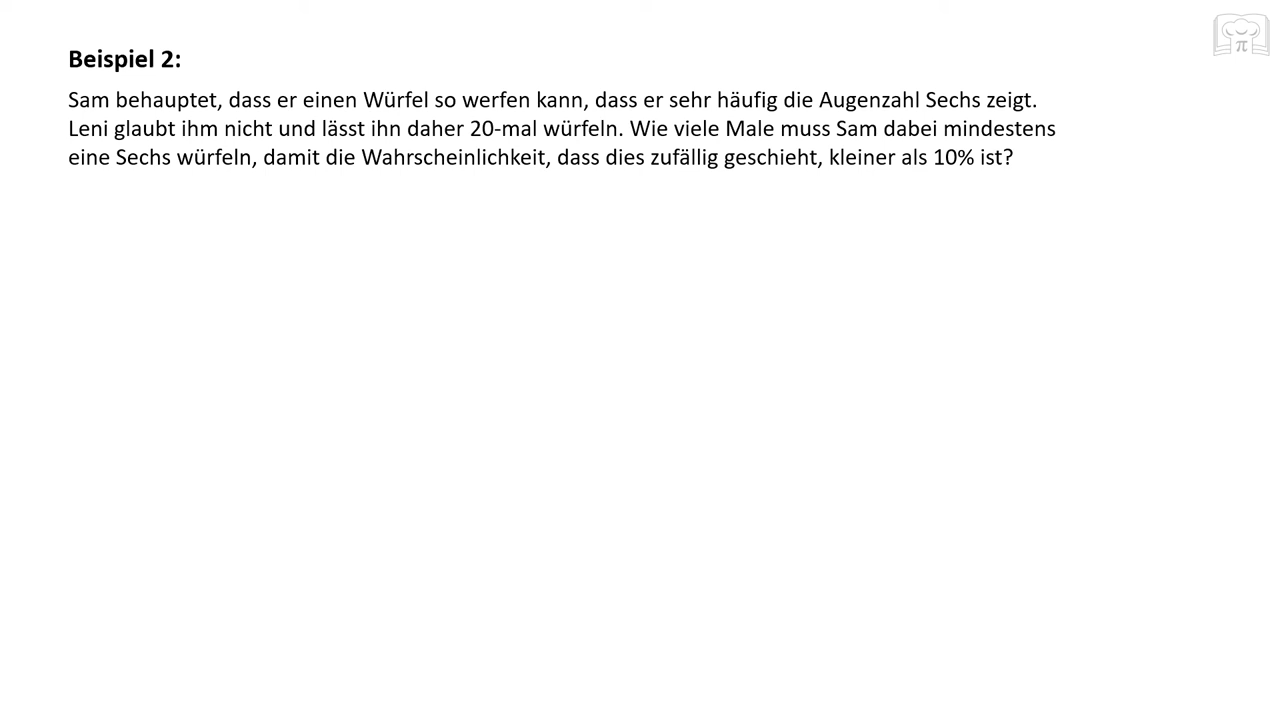 Beispiel 2:
Sam behauptet, dass er einen Würfel so werfen kann, dass er sehr häufig die Augenzahl Sechs zeigt.
Leni glaubt ihm nicht und lässt ihn daher 20-mal würfeln. Wie viele Male muss Sam dabei mindestens
eine Sechs würfeln, damit die Wahrscheinlichkeit, dass dies zufällig geschieht, kleiner als 10% ist?
π